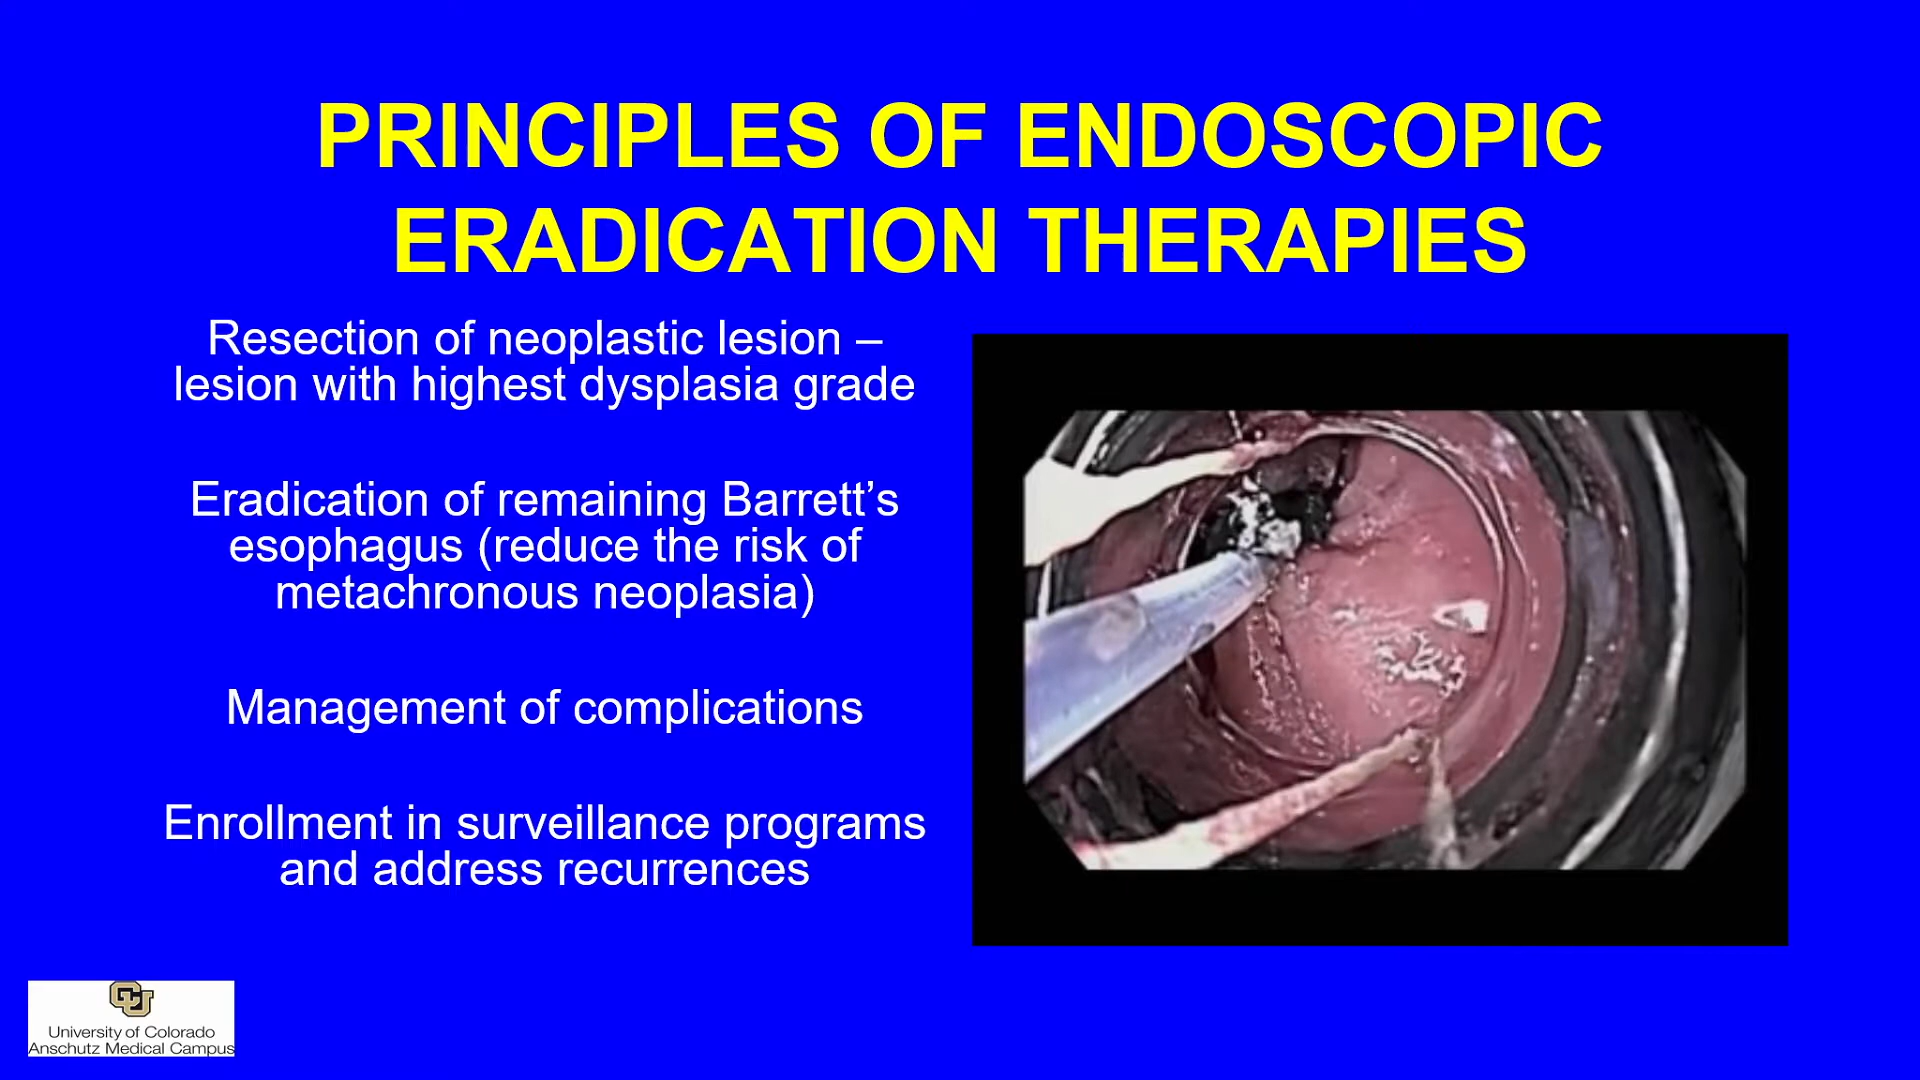 PRINCIPLES OF ENDOSCOPIC
ERADICATION THERAPIES
Resection of neoplastic lesion –
lesion with highest dysplasia grade
Eradication of remaining Barrett’s
esophagus (reduce the risk of
metachronous neoplasia)
Management of complications
Enrollment in surveillance programs
and address recurrences
CU
University of Colorado
Anschutz Medical Campus